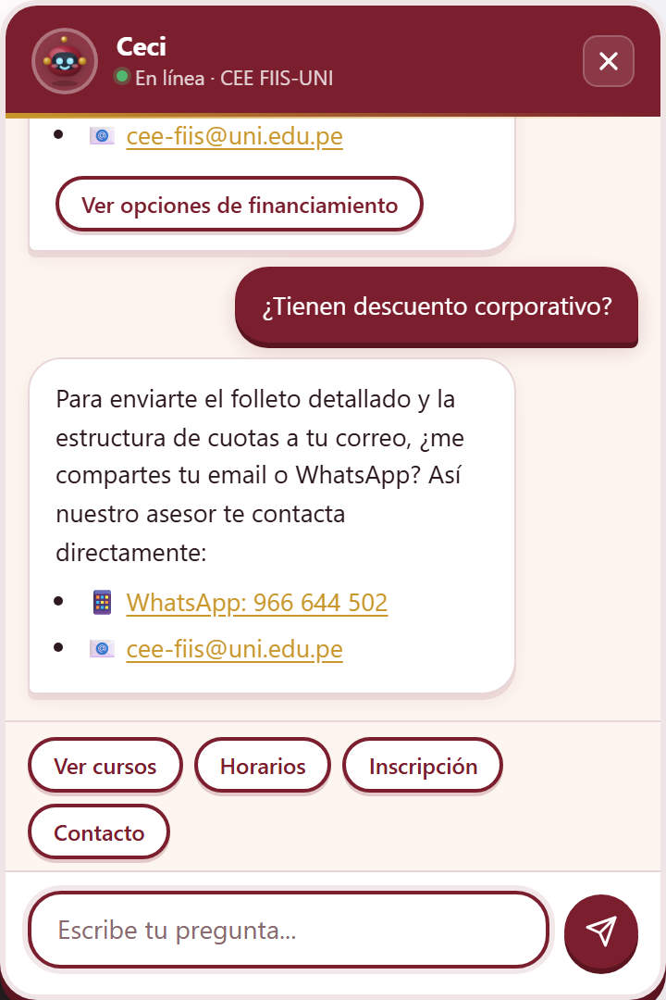 Ceci
En línea · CEE FIIS-UNI
cee-fiis@uni.edu.pe
Ver opciones de financiamiento
¿Tienen descuento corporativo?
Para enviarte el folleto detallado y la
estructura de cuotas a tu correo, ¿me
compartes tu email o WhatsApp? Así
nuestro asesor te contacta
directamente:
WhatsApp: 966 644 502
cee-fiis@uni.edu.pe
Ver cursos
Horarios
Inscripción
Contacto
Escribe tu pregunta...